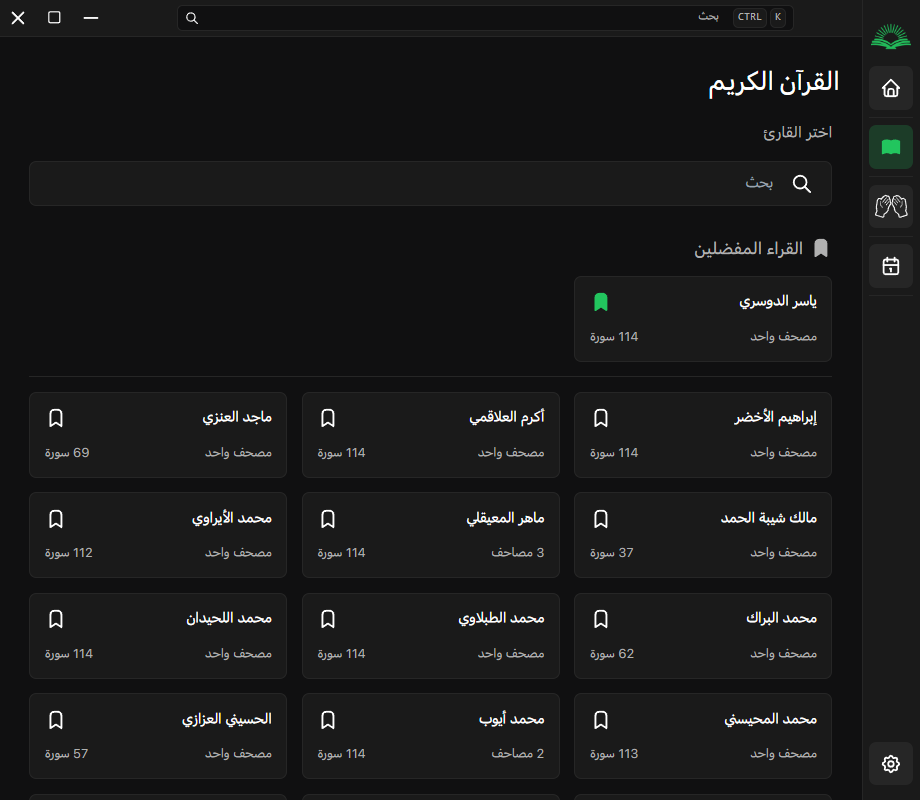 بحث CTRL K
القرآن الكريم
اختر القارئ
بحث
القراء المفضلين
ياسر الدوسري
مصحف واحد 114 سورة
إبراهيم الأخضر
مصحف واحد 114 سورة
أكرم العلاقمي
مصحف واحد 114 سورة
ماجد العنزي
مصحف واحد 69 سورة
مالك شيبة الحمد
مصحف واحد 37 سورة
ماهر المعيقلي
3 مصاحف 114 سورة
محمد الأيراوي
مصحف واحد 112 سورة
محمد البراك
مصحف واحد 62 سورة
محمد الطبلاوي
مصحف واحد 114 سورة
محمد اللحيدان
مصحف واحد 114 سورة
محمد المحيسني
مصحف واحد 113 سورة
محمد أيوب
2 مصاحف 114 سورة
الحسيني العزازي
مصحف واحد 57 سورة